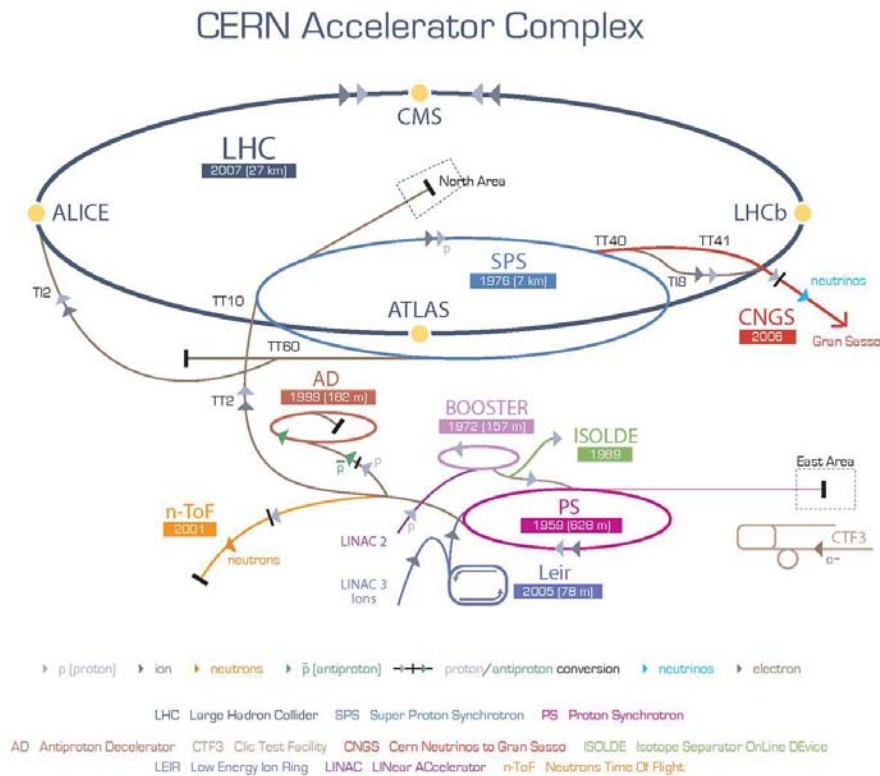 CERN Accelerator Complex
CMS
LHC
2007 (27 km)
North Area
ALICE
LHCb
TT40
TT41
SPS
1976 (7 km)
TI8
neutrinos
TI2
TT10
ATLAS
CNGS
2006
Gran Sasso
TT60
AD
1999 (182 m)
TT2
BOOSTER
1972 (157 m)
ISOLDE
1989
p
p̄
p
East Area
n-ToF
2001
PS
1959 (628 m)
LINAC 2
p
neutrons
CTF3
e-
LINAC 3
Ions
Leir
2005 (78 m)
p (proton)
ion
neutrons
p̄ (antiproton)
proton/antiproton conversion
neutrinos
electron
LHC Large Hadron Collider SPS Super Proton Synchrotron PS Proton Synchrotron
AD Antiproton Decelerator CTF3 Clic Test Facility CNGS Cern Neutrinos to Gran Sasso ISOLDE Isotope Separator OnLine DEvice
LEIR Low Energy Ion Ring LINAC LINear ACcelerator n-ToF Neutrons Time Of Flight